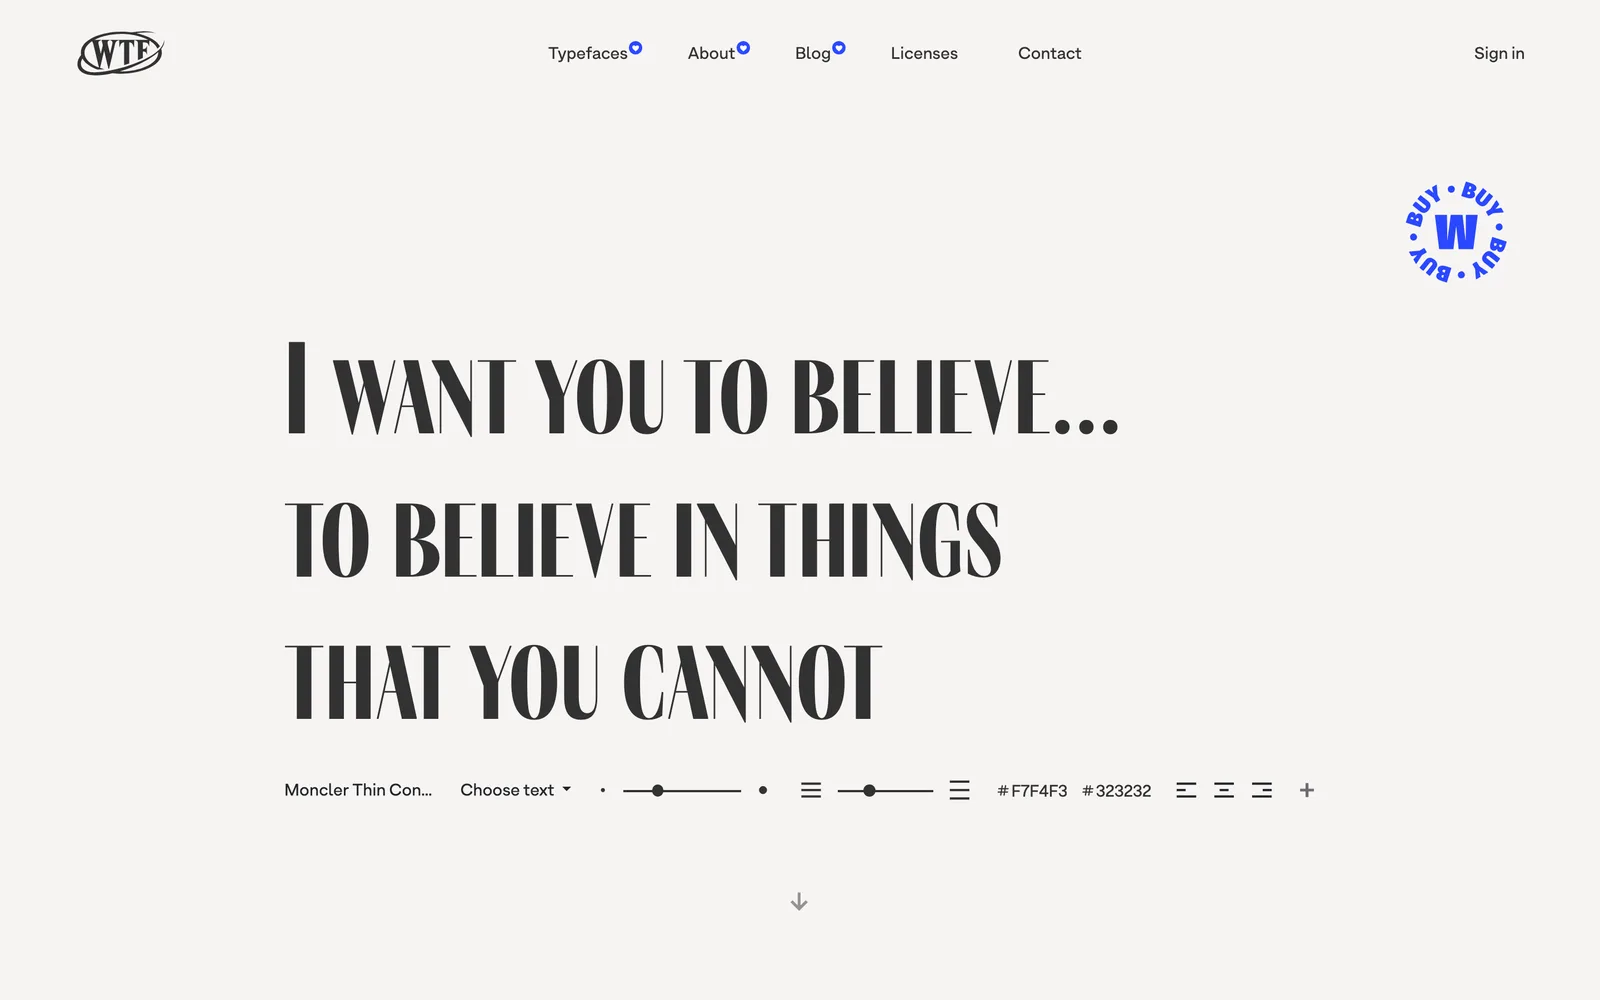 WTF
Typefaces
About
Blog
Licenses
Contact
Sign in
BUY • BUY • BUY • BUY •
W
I WANT YOU TO BELIEVE...
TO BELIEVE IN THINGS
THAT YOU CANNOT
Moncler Thin Con...
Choose text
#F7F4F3
#323232